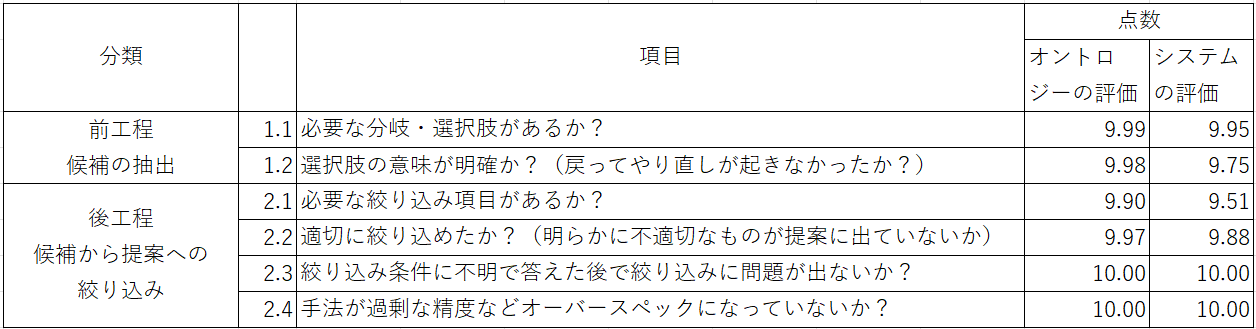 分類
項目
点数
オントロ
ジーの評価
システム
の評価
前工程
候補の抽出
1.1 必要な分岐・選択肢があるか？ 9.99 9.95
1.2 選択肢の意味が明確か？（戻ってやり直しが起きなかったか？） 9.98 9.75
後工程
候補から提案への
絞り込み
2.1 必要な絞り込み項目があるか？ 9.90 9.51
2.2 適切に絞り込めたか？（明らかに不適切なものが提案に出ていないか） 9.97 9.88
2.3 絞り込み条件に不明で答えた後で絞り込みに問題が出ないか？ 10.00 10.00
2.4 手法が過剰な精度などオーバースペックになっていないか？ 10.00 10.00